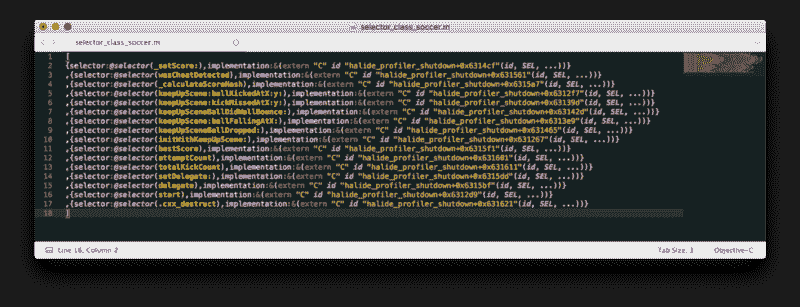 selector_class_soccer.m
selector_class_soccer.m
1 [
2 {selector:@selector(_setScore:),implementation:&(extern "C" id "halide_profiler_shutdown+0x6314cf"(id, SEL, ...))}
3 ,{selector:@selector(wasCheatDetected),implementation:&(extern "C" id "halide_profiler_shutdown+0x631561"(id, SEL, ...))}
4 ,{selector:@selector(_calculateScoreHash),implementation:&(extern "C" id "halide_profiler_shutdown+0x6315a7"(id, SEL, ...))}
5 ,{selector:@selector(keepUpScene:ballKickedAtX:y:),implementation:&(extern "C" id "halide_profiler_shutdown+0x6312f7"(id, SEL, ...))}
6 ,{selector:@selector(keepUpScene:kickMissedAtX:y:),implementation:&(extern "C" id "halide_profiler_shutdown+0x63139d"(id, SEL, ...))}
7 ,{selector:@selector(keepUpSceneBallDidWallBounce:),implementation:&(extern "C" id "halide_profiler_shutdown+0x63142d"(id, SEL, ...))}
8 ,{selector:@selector(keepUpScene:ballFallingAtX:),implementation:&(extern "C" id "halide_profiler_shutdown+0x6313e9"(id, SEL, ...))}
9 ,{selector:@selector(keepUpSceneBallDropped:),implementation:&(extern "C" id "halide_profiler_shutdown+0x631465"(id, SEL, ...))}
10 ,{selector:@selector(initWithKeepUpScene:),implementation:&(extern "C" id "halide_profiler_shutdown+0x631267"(id, SEL, ...))}
11 ,{selector:@selector(bestScore),implementation:&(extern "C" id "halide_profiler_shutdown+0x6315f1"(id, SEL, ...))}
12 ,{selector:@selector(attemptCount),implementation:&(extern "C" id "halide_profiler_shutdown+0x631601"(id, SEL, ...))}
13 ,{selector:@selector(totalKickCount),implementation:&(extern "C" id "halide_profiler_shutdown+0x631611"(id, SEL, ...))}
14 ,{selector:@selector(setDelegate:),implementation:&(extern "C" id "halide_profiler_shutdown+0x6315dd"(id, SEL, ...))}
15 ,{selector:@selector(delegate),implementation:&(extern "C" id "halide_profiler_shutdown+0x6315bf"(id, SEL, ...))}
16 ,{selector:@selector(start),implementation:&(extern "C" id "halide_profiler_shutdown+0x6312d9"(id, SEL, ...))}
17 ,{selector:@selector(.cxx_destruct),implementation:&(extern "C" id "halide_profiler_shutdown+0x631621"(id, SEL, ...))}
18 ]
Line 18, Column 2 Tab Size: Objective-C